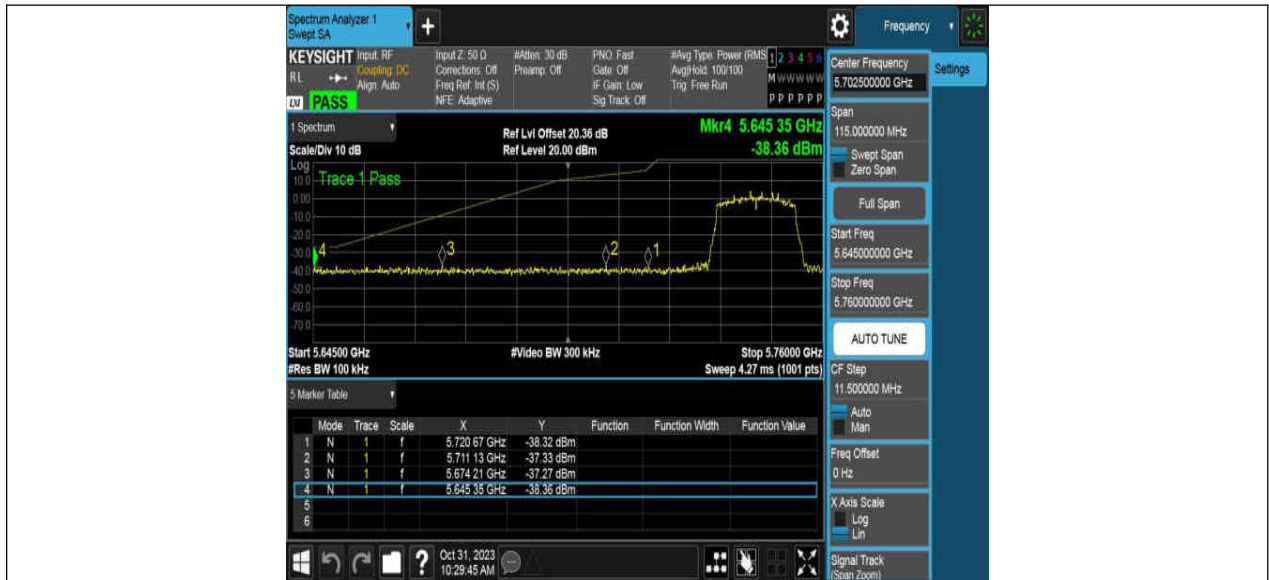 Spectrum Analyzer 1
Swept SA
+
Frequency
KEYSIGHT Input: RF
RL
Coupling: DC
Align: Auto
LXI PASS
Input Z: 50 Ω
Corrections: Off
Freq Ref: Int (S)
NFE: Adaptive
#Atten: 30 dB
Preamp: Off
PNO: Fast
Gate: Off
IF Gain: Low
Sig Track: Off
#Avg Type: Power (RMS
Avg|Hold: 100/100
Trig: Free Run
1 2 3 4 5 6
M W W W W W
P P P P P P
1 Spectrum
Scale/Div 10 dB
Ref Lvl Offset 20.36 dB
Ref Level 20.00 dBm
Mkr4 5.645 35 GHz
-38.36 dBm
Log
Trace 1 Pass
10.0
0.00
-10.0
-20.0
-30.0
-40.0
-50.0
-60.0
-70.0
4
3
2
1
Start 5.64500 GHz
#Res BW 100 kHz
#Video BW 300 kHz
Stop 5.76000 GHz
Sweep 4.27 ms (1001 pts)
5 Marker Table
Mode Trace Scale X Y Function Function Width Function Value
1 N 1 f 5.720 67 GHz -38.32 dBm
2 N 1 f 5.711 13 GHz -37.33 dBm
3 N 1 f 5.674 21 GHz -37.27 dBm
4 N 1 f 5.645 35 GHz -38.36 dBm
5
6
?
Oct 31, 2023
10:29:45 AM
Center Frequency
5.702500000 GHz
Settings
Span
115.000000 MHz
Swept Span
Zero Span
Full Span
Start Freq
5.645000000 GHz
Stop Freq
5.760000000 GHz
AUTO TUNE
CF Step
11.500000 MHz
Auto
Man
Freq Offset
0 Hz
X Axis Scale
Log
Lin
Signal Track
(Span Zoom)